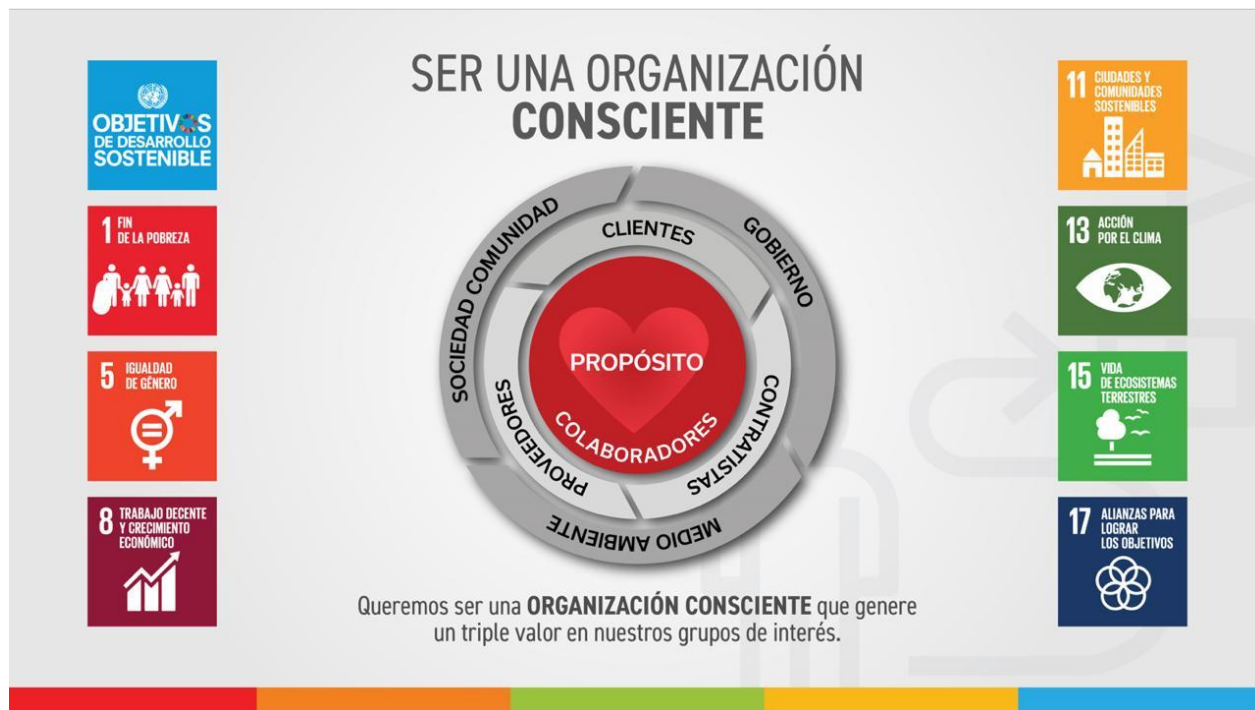 SER UNA ORGANIZACIÓN
CONSCIENTE
OBJETIVOS
DE DESARROLLO
SOSTENIBLE
1 FIN
DE LA POBREZA
5 IGUALDAD
DE GÉNERO
8 TRABAJO DECENTE
Y CRECIMIENTO
ECONÓMICO
SOCIEDAD COMUNIDAD
GOBIERNO
MEDIO AMBIENTE
CLIENTES
CONTRATISTAS
PROVEEDORES
PROPÓSITO
COLABORADORES
11 CIUDADES Y
COMUNIDADES
SOSTENIBLES
13 ACCIÓN
POR EL CLIMA
15 VIDA
DE ECOSISTEMAS
TERRESTRES
17 ALIANZAS PARA
LOGRAR
LOS OBJETIVOS
Queremos ser una ORGANIZACIÓN CONSCIENTE que genere
un triple valor en nuestros grupos de interés.